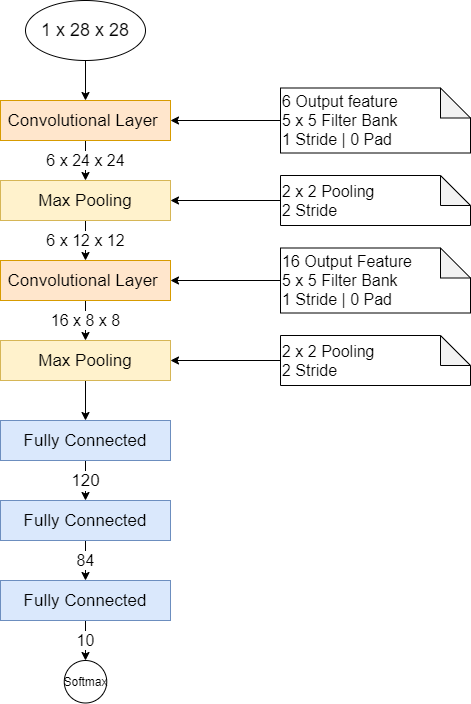 1 x 28 x 28
Convolutional Layer
6 Output feature
5 x 5 Filter Bank
1 Stride | 0 Pad
6 x 24 x 24
Max Pooling
2 x 2 Pooling
2 Stride
6 x 12 x 12
Convolutional Layer
16 Output Feature
5 x 5 Filter Bank
1 Stride | 0 Pad
16 x 8 x 8
Max Pooling
2 x 2 Pooling
2 Stride
Fully Connected
120
Fully Connected
84
Fully Connected
10
Softmax